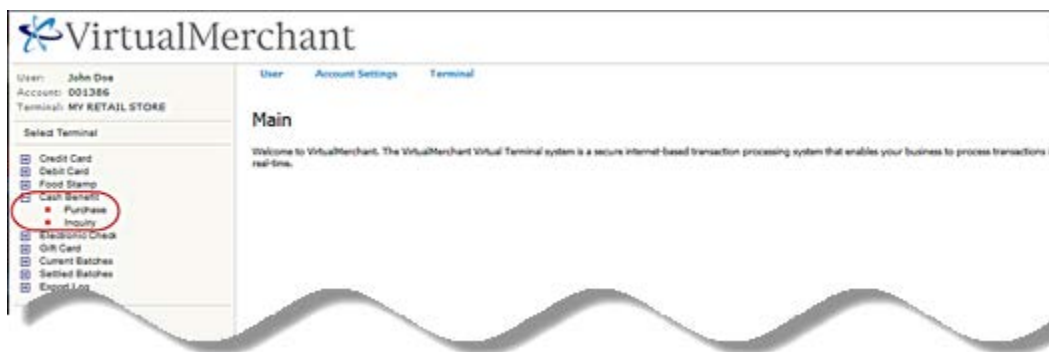 VirtualMerchant
User: John Doe
Account: 001386
Terminal: MY RETAIL STORE
Select Terminal
Credit Card
Debit Card
Food Stamp
Cash Benefit
Purchase
Inquiry
Electronic Check
Gift Card
Current Batches
Settled Batches
Export Log
User Account Settings Terminal
Main
Welcome to VirtualMerchant. The VirtualMerchant Virtual Terminal system is a secure internet-based transaction processing system that enables your business to process transactions
real-time.